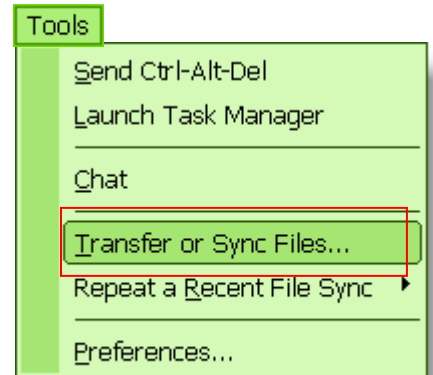 Tools
Send Ctrl-Alt-Del
Launch Task Manager
Chat
Transfer or Sync Files...
Repeat a Recent File Sync
Preferences...